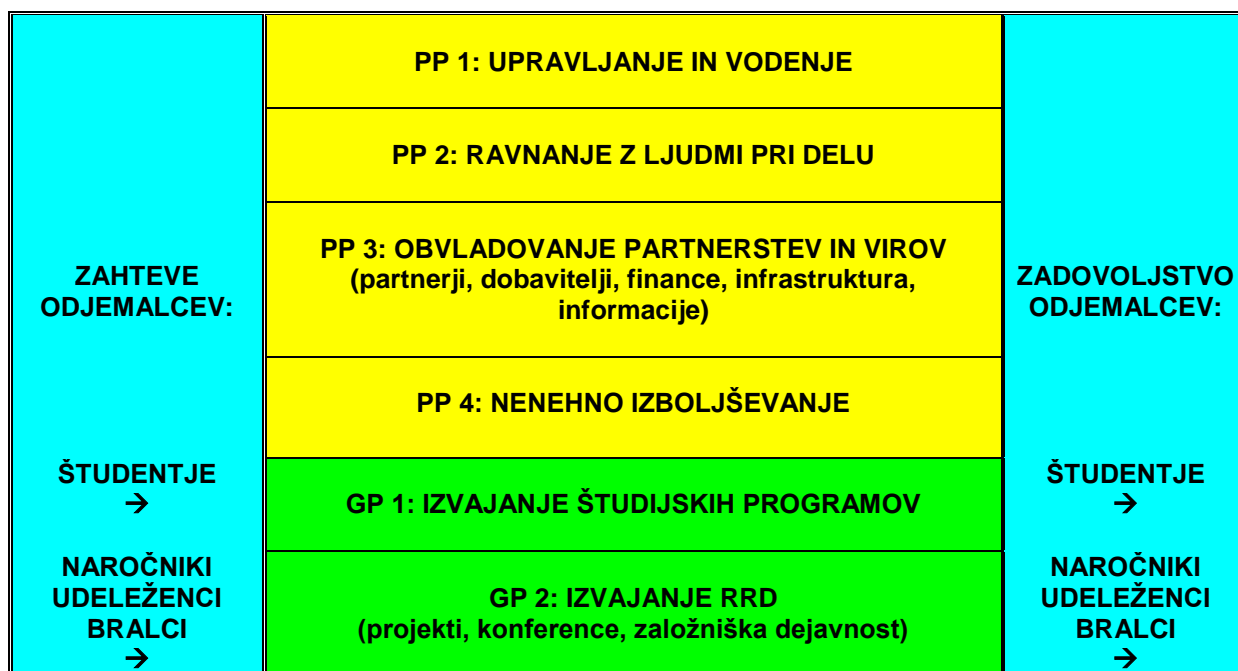 ZAHTEVE
ODJEMALCEV:
ŠTUDENTJE
→
NAROČNIKI
UDELEŽENCI
BRALCI
→
PP 1: UPRAVLJANJE IN VODENJE
PP 2: RAVNANJE Z LJUDMI PRI DELU
PP 3: OBVLADOVANJE PARTNERSTEV IN VIROV
(partnerji, dobavitelji, finance, infrastruktura,
informacije)
PP 4: NENEHNO IZBOLJŠEVANJE
GP 1: IZVAJANJE ŠTUDIJSKIH PROGRAMOV
GP 2: IZVAJANJE RRD
(projekti, konference, založniška dejavnost)
ZADOVOLJSTVO
ODJEMALCEV:
ŠTUDENTJE
→
NAROČNIKI
UDELEŽENCI
BRALCI
→